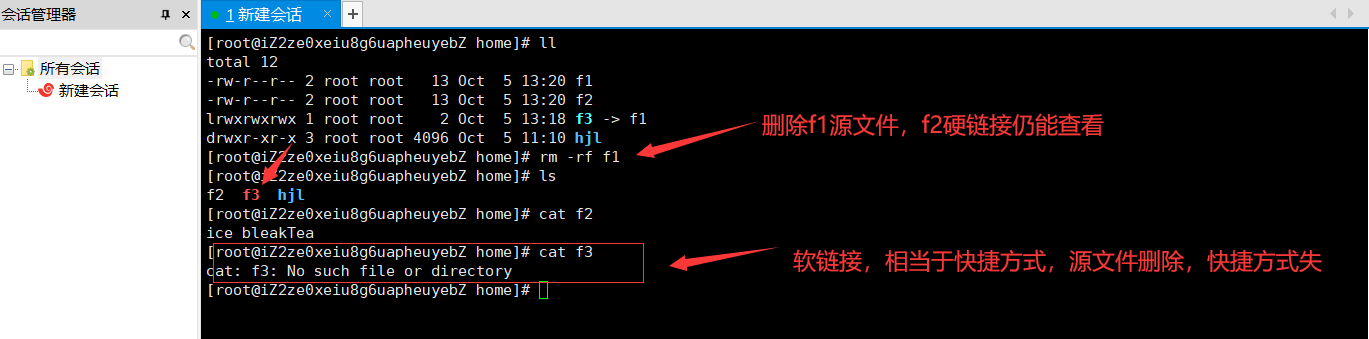 会话管理器
1 新建会话
所有会话
新建会话
[root@iZ2ze0xeiu8g6uapheuyebZ home]# ll
total 12
-rw-r--r-- 2 root root   13 Oct  5 13:20 f1
-rw-r--r-- 2 root root   13 Oct  5 13:20 f2
lrwxrwxrwx 1 root root    2 Oct  5 13:18 f3 -> f1
drwxr-xr-x 3 root root 4096 Oct  5 11:10 hjl
删除f1源文件，f2硬链接仍能查看
[root@iZ2ze0xeiu8g6uapheuyebZ home]# rm -rf f1
[root@iZ2ze0xeiu8g6uapheuyebZ home]# ls
f2  f3  hjl
[root@iZ2ze0xeiu8g6uapheuyebZ home]# cat f2
ice bleakTea
[root@iZ2ze0xeiu8g6uapheuyebZ home]# cat f3
cat: f3: No such file or directory
软链接，相当于快捷方式，源文件删除，快捷方式失
[root@iZ2ze0xeiu8g6uapheuyebZ home]#